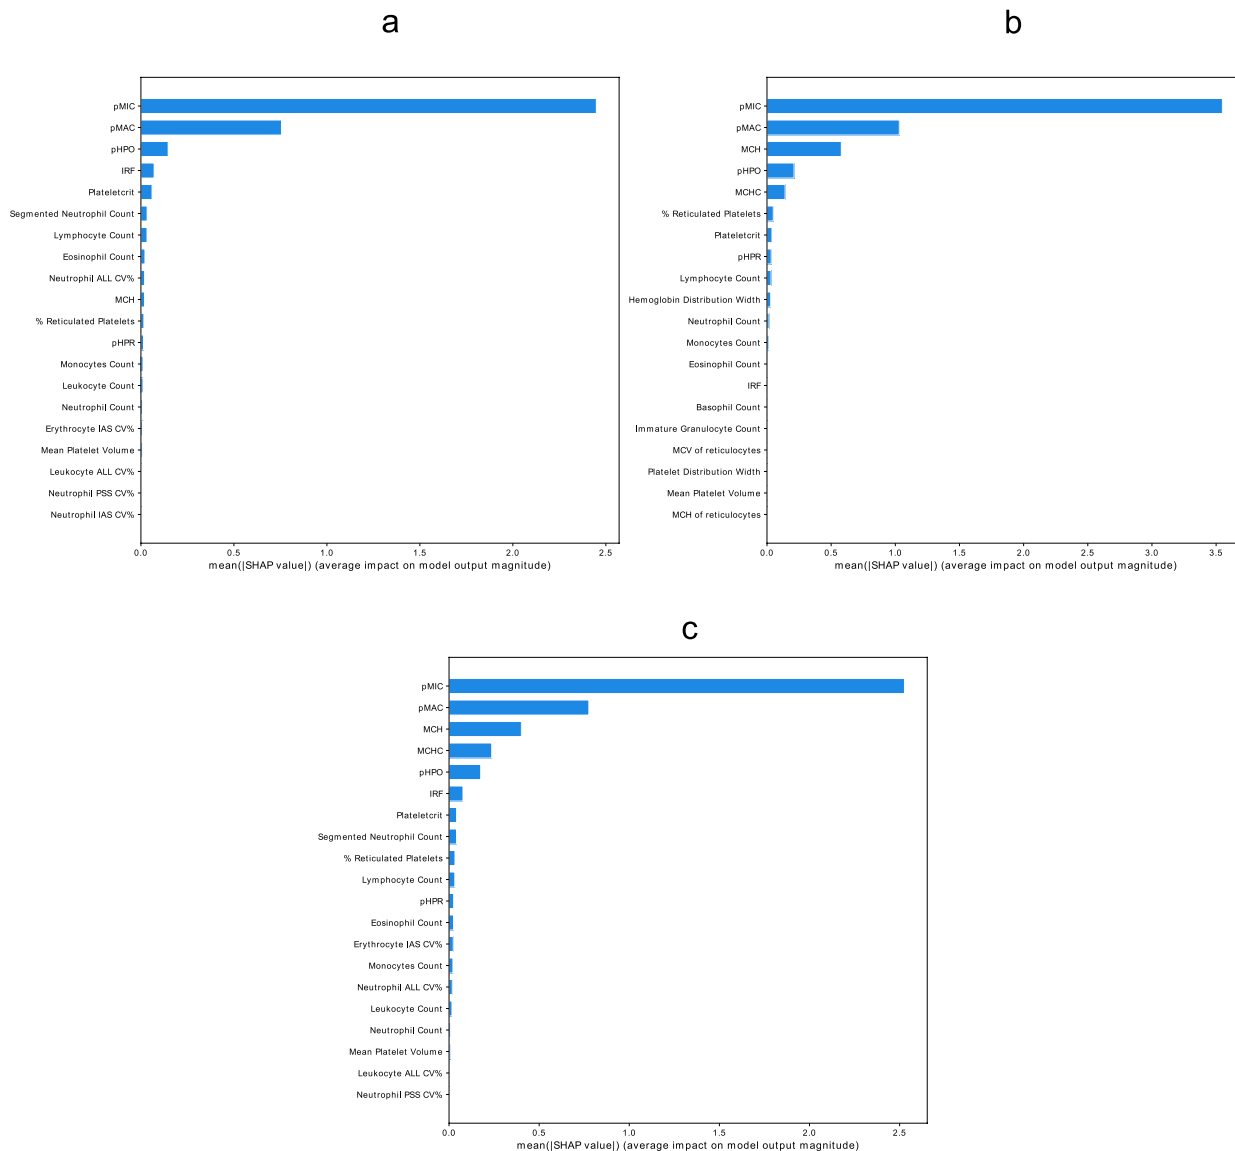 a
pMIC
pMAC
pHPO
IRF
Plateletcrit
Segmented Neutrophil Count
Lymphocyte Count
Eosinophil Count
Neutrophil ALL CV%
MCH
% Reticulated Platelets
pHPR
Monocytes Count
Leukocyte Count
Neutrophil Count
Erythrocyte IAS CV%
Mean Platelet Volume
Leukocyte ALL CV%
Neutrophil PSS CV%
Neutrophil IAS CV%
0.0 0.5 1.0 1.5 2.0 2.5
mean(|SHAP value|) (average impact on model output magnitude)
b
pMIC
pMAC
MCH
pHPO
MCHC
% Reticulated Platelets
Plateletcrit
pHPR
Lymphocyte Count
Hemoglobin Distribution Width
Neutrophil Count
Monocytes Count
Eosinophil Count
IRF
Basophil Count
Immature Granulocyte Count
MCV of reticulocytes
Platelet Distribution Width
Mean Platelet Volume
MCH of reticulocytes
0.0 0.5 1.0 1.5 2.0 2.5 3.0 3.5
mean(|SHAP value|) (average impact on model output magnitude)
c
pMIC
pMAC
MCH
MCHC
pHPO
IRF
Plateletcrit
Segmented Neutrophil Count
% Reticulated Platelets
Lymphocyte Count
pHPR
Eosinophil Count
Erythrocyte IAS CV%
Monocytes Count
Neutrophil ALL CV%
Leukocyte Count
Neutrophil Count
Mean Platelet Volume
Leukocyte ALL CV%
Neutrophil PSS CV%
0.0 0.5 1.0 1.5 2.0 2.5
mean(|SHAP value|) (average impact on model output magnitude)